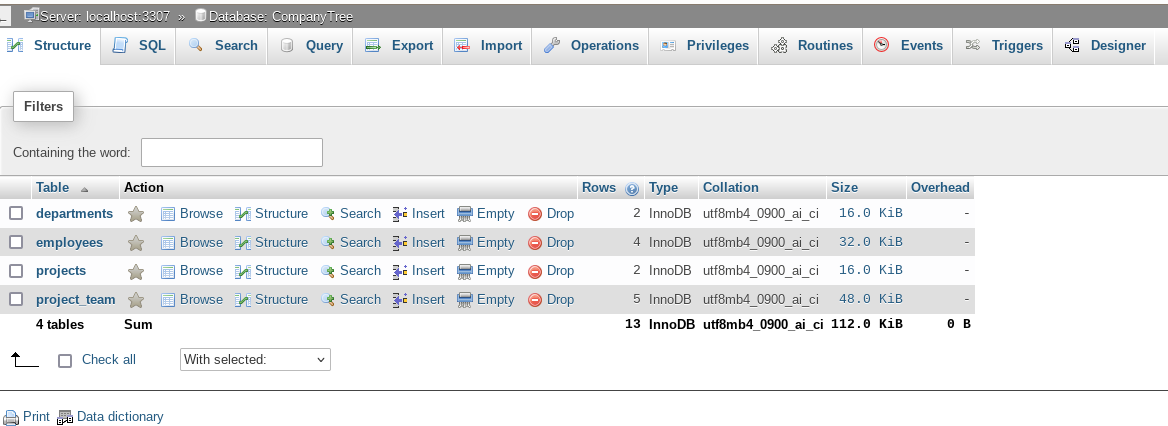 Server: localhost:3307 » Database: CompanyTree
Structure SQL Search Query Export Import Operations Privileges Routines Events Triggers Designer
Filters
Containing the word:
Table Action Rows Type Collation Size Overhead
departments Browse Structure Search Insert Empty Drop 2 InnoDB utf8mb4_0900_ai_ci 16.0 KiB -
employees Browse Structure Search Insert Empty Drop 4 InnoDB utf8mb4_0900_ai_ci 32.0 KiB -
projects Browse Structure Search Insert Empty Drop 2 InnoDB utf8mb4_0900_ai_ci 16.0 KiB -
project_team Browse Structure Search Insert Empty Drop 5 InnoDB utf8mb4_0900_ai_ci 48.0 KiB -
4 tables Sum 13 InnoDB utf8mb4_0900_ai_ci 112.0 KiB 0 B
Check all With selected:
Print Data dictionary